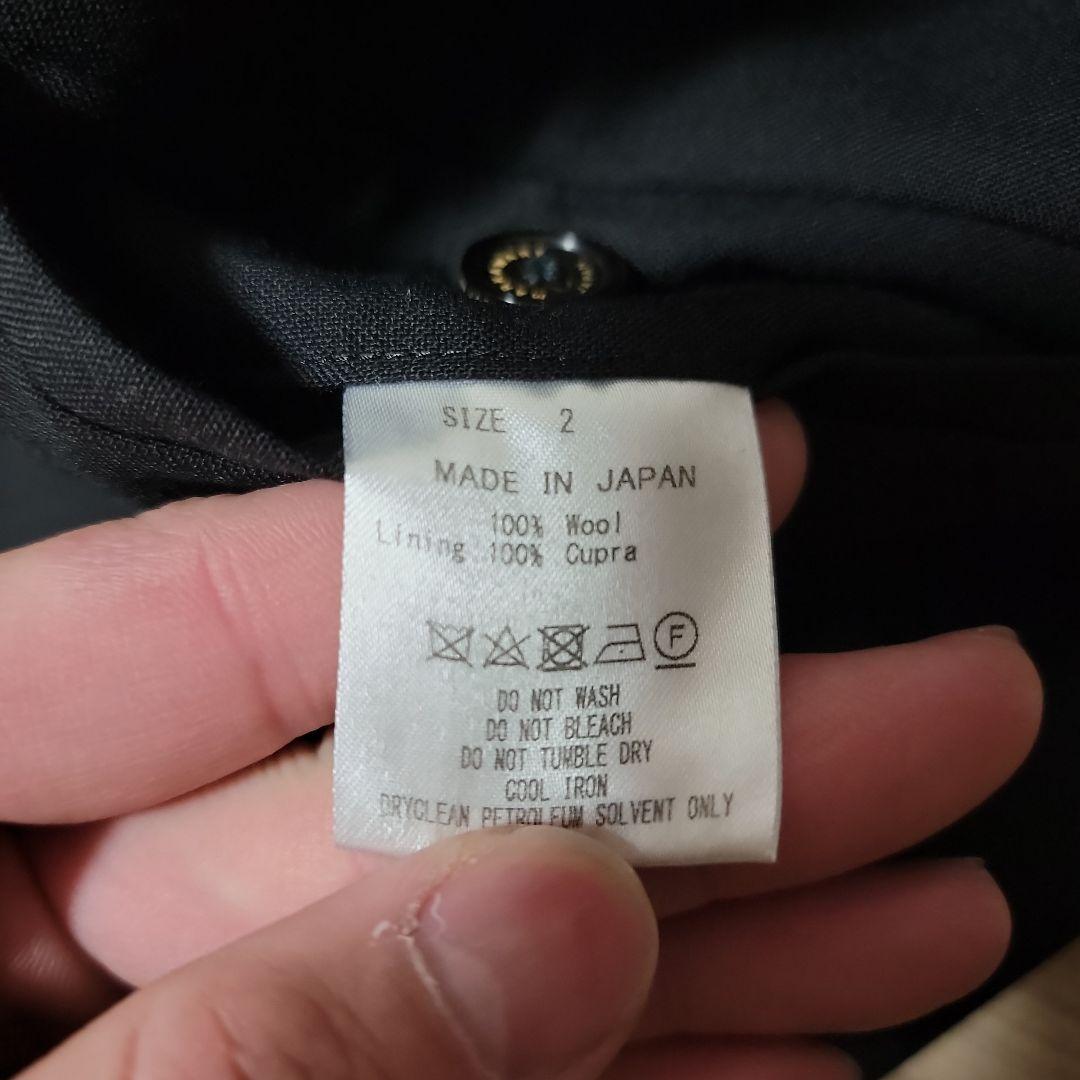 SIZE 2
MADE IN JAPAN
100% Wool
Lining 100% Cupra
F
DO NOT WASH
DO NOT BLEACH
DO NOT TUMBLE DRY
COOL IRON
DRYCLEAN PETROLEUM SOLVENT ONLY